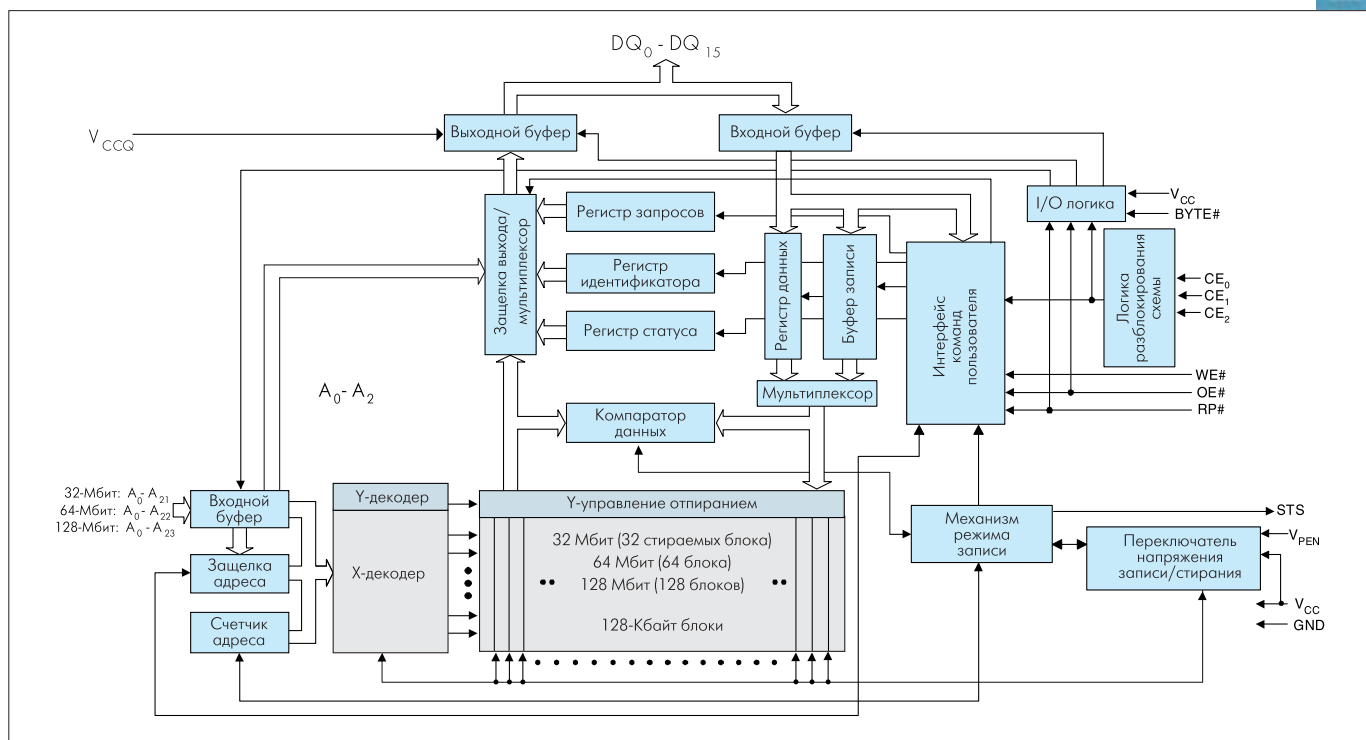 DQ0 - DQ15
VCCQ
Выходной буфер
Входной буфер
Защелка выхода/
мультиплексор
Регистр запросов
Регистр
идентификатора
Регистр статуса
Регистр данных
Буфер записи
Интерфейс
команд
пользователя
I/O логика
VCC
BYTE#
Логика
разблокирования
схемы
CE0
CE1
CE2
WE#
OE#
RP#
A0- A2
Мультиплексор
Компаратор
данных
32-Мбит: A0- A21
64-Мбит: A0- A22
128-Мбит: A0- A23
Входной
буфер
Защелка
адреса
Счетчик
адреса
Y-декодер
X-декодер
Y-управление отпиранием
32 Мбит (32 стираемых блока)
64 Мбит (64 блока)
128 Мбит (128 блоков)
128-Кбайт блоки
Механизм
режима
записи
STS
Переключатель
напряжения
записи/стирания
VPEN
VCC
GND